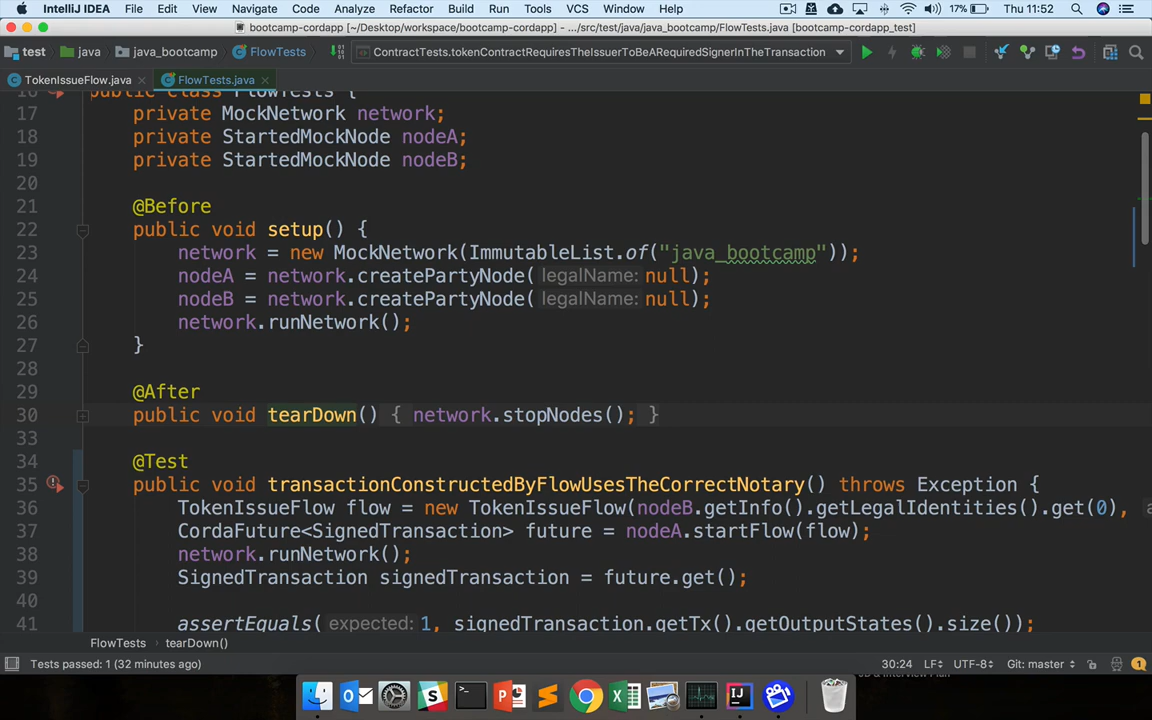 IntelliJ IDEA File Edit View Navigate Code Analyze Refactor Build Run Tools VCS Window Help 17% Thu 11:52
bootcamp-cordapp [~/Desktop/workspace/bootcamp-cordapp] - .../src/test/java/java_bootcamp/FlowTests.java [bootcamp-cordapp_test]
test java java_bootcamp FlowTests ContractTests.tokenContractRequiresTheIssuerToBeARequiredSignerInTheTransaction
TokenIssueFlow.java FlowTests.java
16 public class FlowTests {
17 private MockNetwork network;
18 private StartedMockNode nodeA;
19 private StartedMockNode nodeB;
20
21 @Before
22 public void setup() {
23 network = new MockNetwork(ImmutableList.of("java_bootcamp"));
24 nodeA = network.createPartyNode( legalName: null);
25 nodeB = network.createPartyNode( legalName: null);
26 network.runNetwork();
27 }
28
29 @After
30 public void tearDown() { network.stopNodes(); }
33
34 @Test
35 public void transactionConstructedByFlowUsesTheCorrectNotary() throws Exception {
36 TokenIssueFlow flow = new TokenIssueFlow(nodeB.getInfo().getLegalIdentities().get(0),
37 CordaFuture<SignedTransaction> future = nodeA.startFlow(flow);
38 network.runNetwork();
39 SignedTransaction signedTransaction = future.get();
40
41 assertEquals( expected: 1, signedTransaction.getTx().getOutputStates().size());
FlowTests › tearDown()
Tests passed: 1 (32 minutes ago) 30:24 LF÷ UTF-8÷ Git: master÷ 1